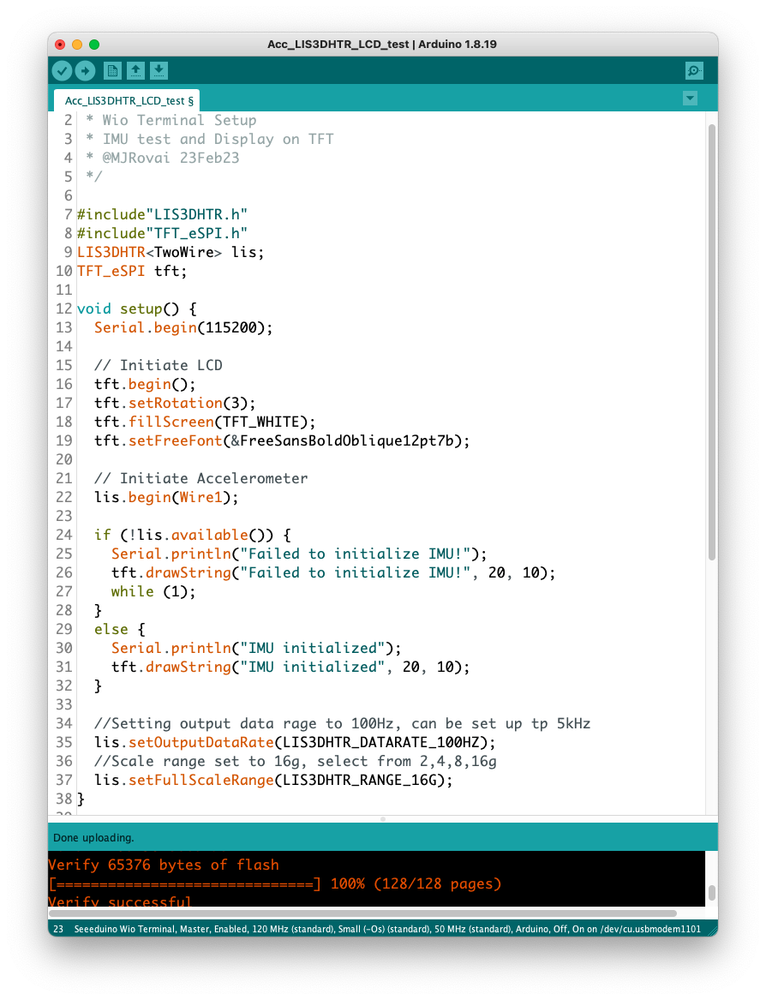 Acc_LIS3DHTR_LCD_test | Arduino 1.8.19
Acc_LIS3DHTR_LCD_test §
2  * Wio Terminal Setup
3  * IMU test and Display on TFT
4  * @MJRovai 23Feb23
5  */
6
7 #include"LIS3DHTR.h"
8 #include"TFT_eSPI.h"
9 LIS3DHTR<TwoWire> lis;
10 TFT_eSPI tft;
11
12 void setup() {
13   Serial.begin(115200);
14
15   // Initiate LCD
16   tft.begin();
17   tft.setRotation(3);
18   tft.fillScreen(TFT_WHITE);
19   tft.setFreeFont(&FreeSansBoldOblique12pt7b);
20
21   // Initiate Accelerometer
22   lis.begin(Wire1);
23
24   if (!lis.available()) {
25     Serial.println("Failed to initialize IMU!");
26     tft.drawString("Failed to initialize IMU!", 20, 10);
27     while (1);
28   }
29   else {
30     Serial.println("IMU initialized");
31     tft.drawString("IMU initialized", 20, 10);
32   }
33
34   //Setting output data rage to 100Hz, can be set up tp 5kHz
35   lis.setOutputDataRate(LIS3DHTR_DATARATE_100HZ);
36   //Scale range set to 16g, select from 2,4,8,16g
37   lis.setFullScaleRange(LIS3DHTR_RANGE_16G);
38 }
Done uploading.
Verify 65376 bytes of flash
[==============================] 100% (128/128 pages)
Verify successful
23 Seeeduino Wio Terminal, Master, Enabled, 120 MHz (standard), Small (-Os) (standard), 50 MHz (standard), Arduino, Off, On on /dev/cu.usbmodem1101